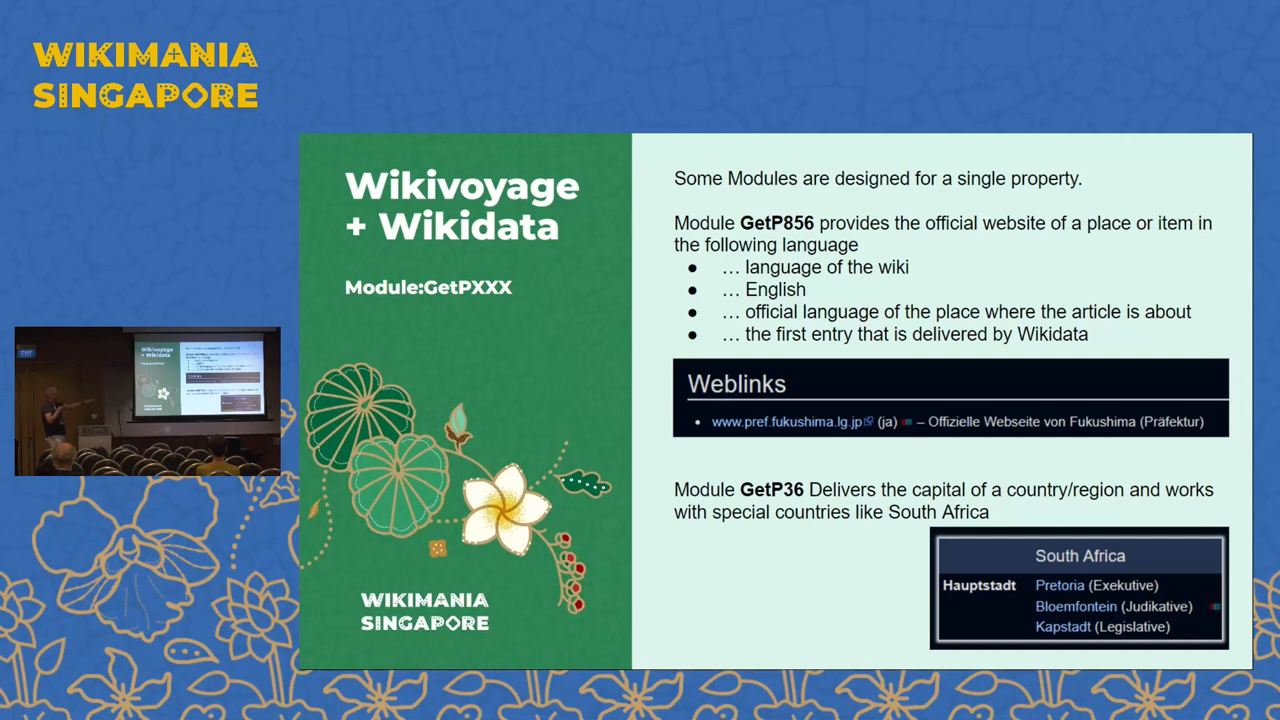 WIKIMANIA
SINGAPORE
Wikivoyage
+ Wikidata
Module:GetPXXX
WIKIMANIA
SINGAPORE
Some Modules are designed for a single property.
Module GetP856 provides the official website of a place or item in
the following language
● … language of the wiki
● … English
● … official language of the place where the article is about
● … the first entry that is delivered by Wikidata
Weblinks
• www.pref.fukushima.lg.jp (ja) – Offizielle Webseite von Fukushima (Präfektur)
Module GetP36 Delivers the capital of a country/region and works
with special countries like South Africa
South Africa
Hauptstadt Pretoria (Exekutive)
Bloemfontein (Judikative)
Kapstadt (Legislative)
EXIT
Wikivoyage
+ Wikidata